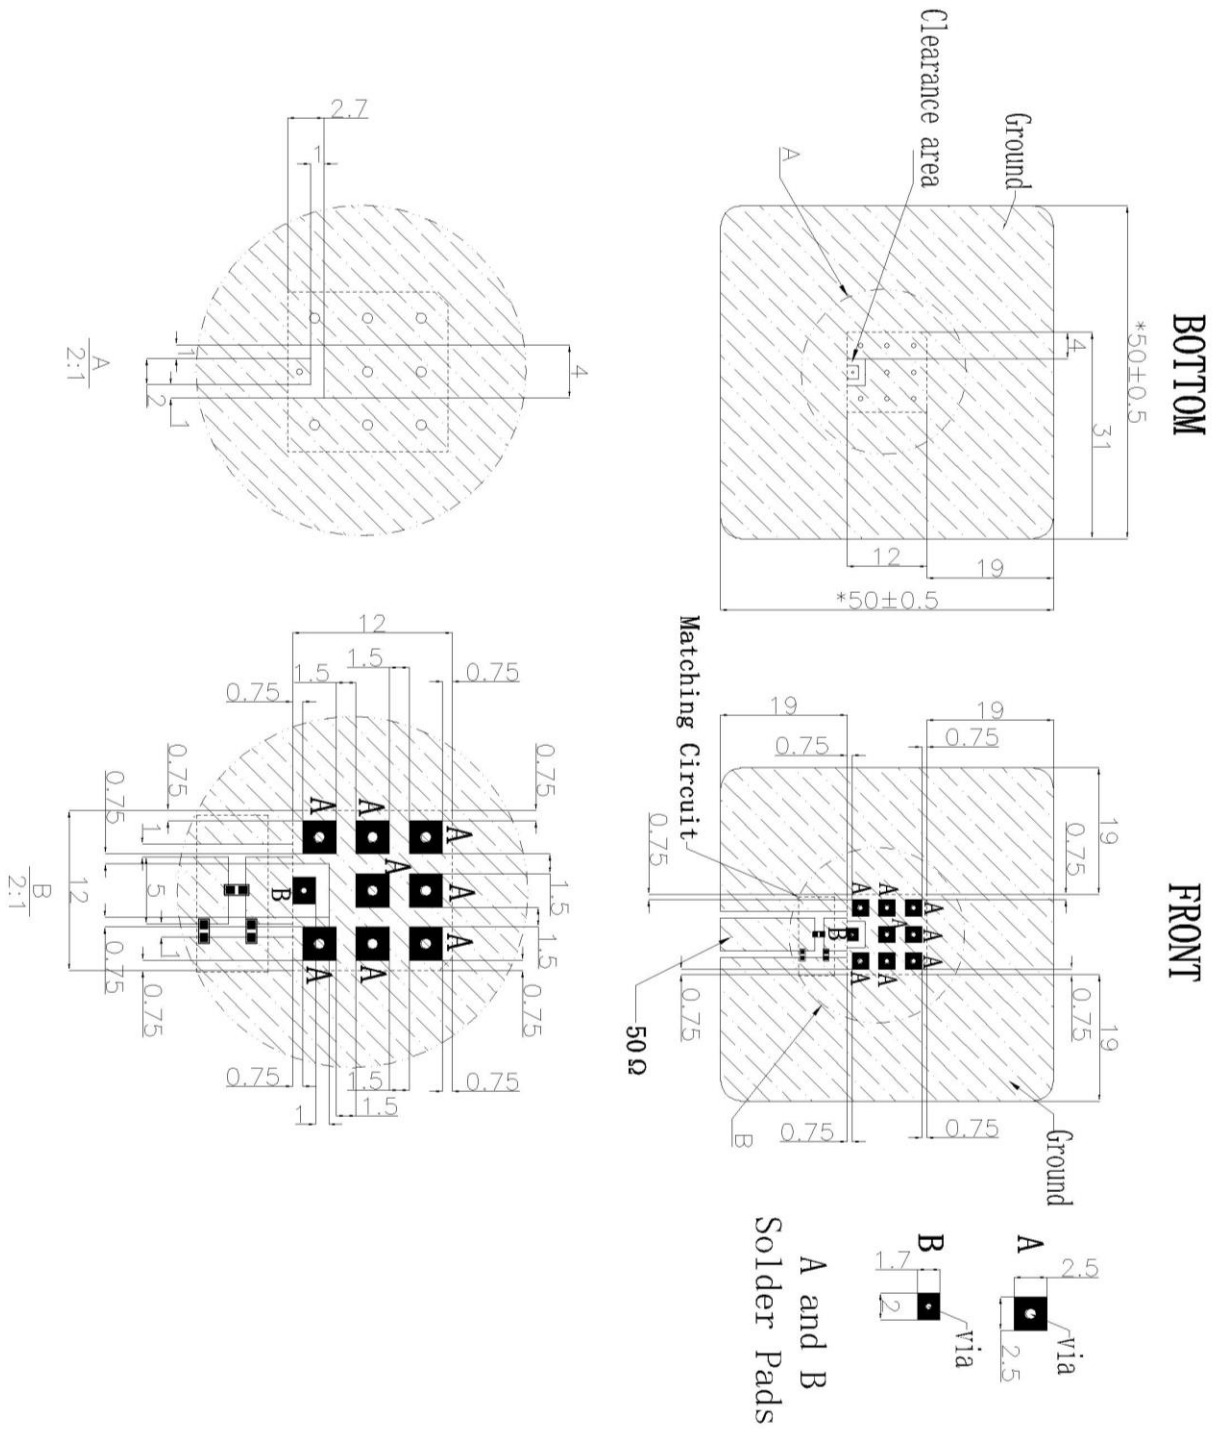 BOTTOM
*50±0.5
31
4
Ground
Clearance area
A
12
19
*50±0.5
2.7
1
4
1
2
1
A
2:1
FRONT
19
19
0.75
0.75
19
0.75
0.75
Matching Circuit
A
A
A
A
A
A
A
A
B
50Ω
0.75
0.75
19
0.75
0.75
B
Ground
12
1.5
1.5
0.75
0.75
0.75
0.75
0.75
1
5
12
1
0.75
0.75
1.5
1.5
0.75
A
A
A
A
A
A
A
A
B
0.75
1
1.5
1.5
0.75
B
2:1
A
2.5
2.5
via
B
1.7
2
via
A and B
Solder Pads